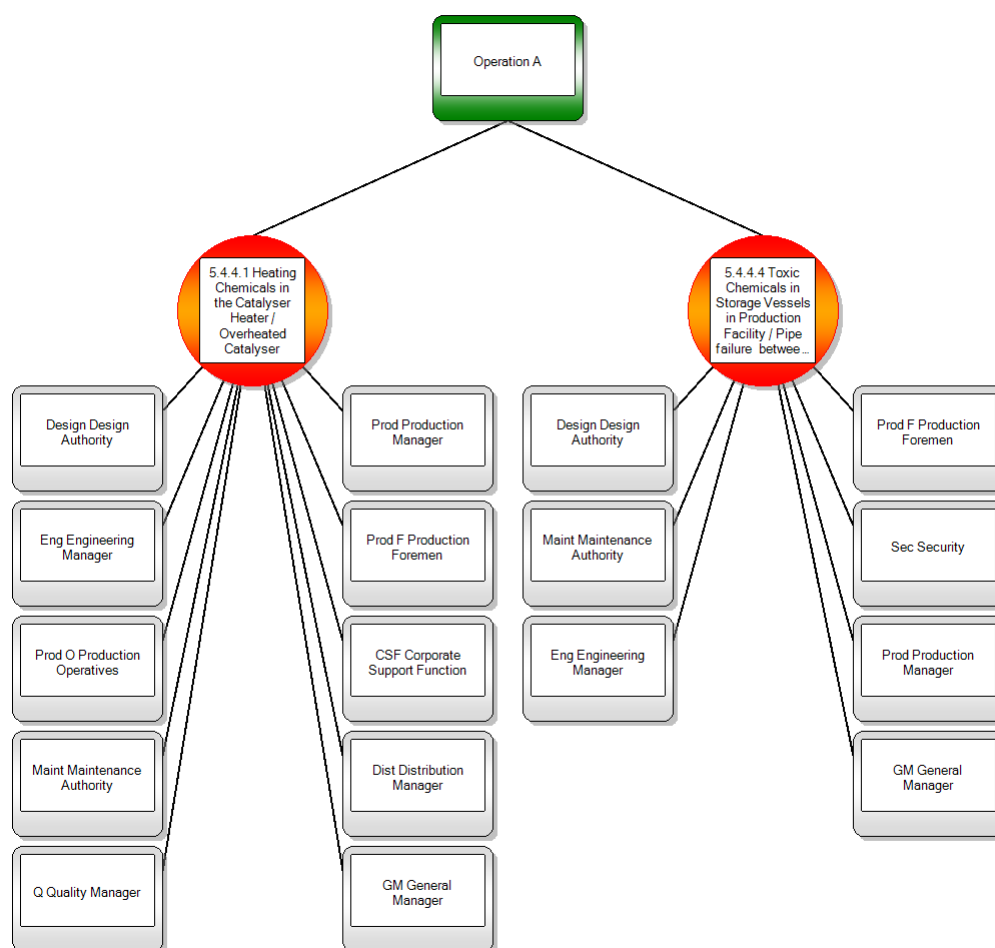 Operation A
5.4.4.1 Heating
Chemicals in
the Catalyser
Heater /
Overheated
Catalyser
5.4.4.4 Toxic
Chemicals in
Storage Vessels
in Production
Facility / Pipe
failure betwee...
Design Design
Authority
Prod Production
Manager
Design Design
Authority
Prod F Production
Foremen
Eng Engineering
Manager
Prod F Production
Foremen
Maint Maintenance
Authority
Sec Security
Prod O Production
Operatives
CSF Corporate
Support Function
Eng Engineering
Manager
Prod Production
Manager
Maint Maintenance
Authority
Dist Distribution
Manager
GM General
Manager
Q Quality Manager
GM General
Manager